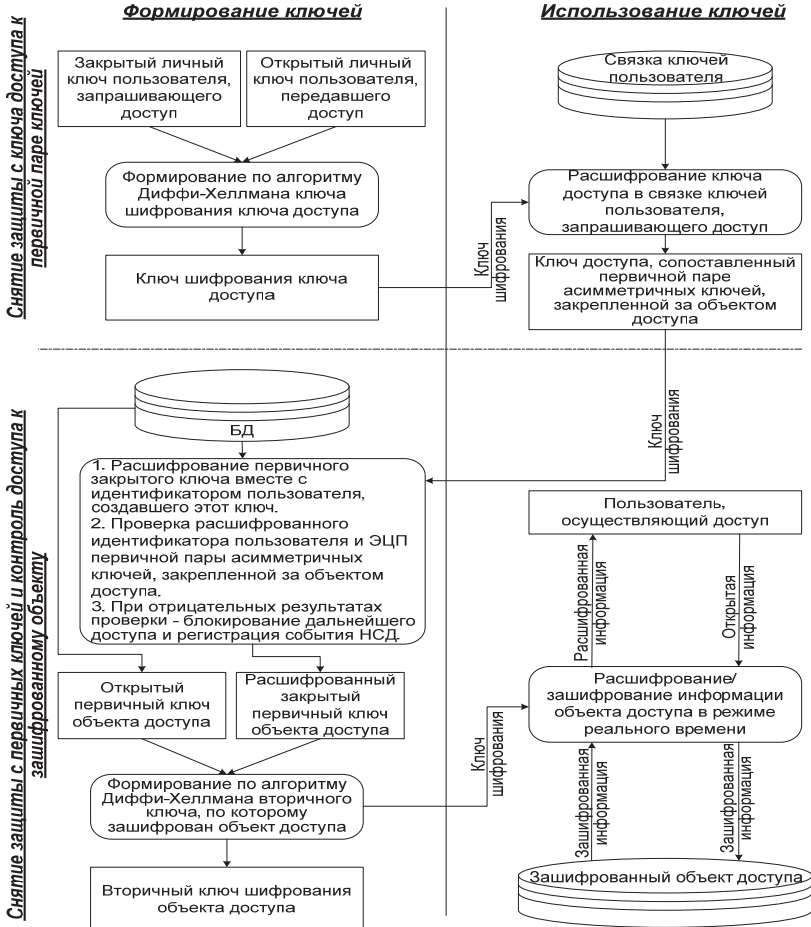 Формирование ключей
Использование ключей
Снятие защиты с ключа доступа к
первичной паре ключей
Закрытый личный
ключ пользователя,
запрашивающего
доступ
Открытый личный
ключ пользователя,
передавшего
доступ
Связка ключей
пользователя
Формирование по алгоритму
Диффи-Хеллмана ключа
шифрования ключа доступа
Ключ
шифрования
Расшифрование ключа
доступа в связке ключей
пользователя,
запрашивающего доступ
Ключ шифрования ключа
доступа
Ключ доступа, сопоставленный
первичной паре
асимметричных ключей,
закрепленной за объектом
доступа
Снятие защиты с первичных ключей и контроль доступа к
зашифрованному объекту
БД
Ключ
шифрования
1. Расшифрование первичного
закрытого ключа вместе с
идентификатором пользователя,
создавшего этот ключ.
2. Проверка расшифрованного
идентификатора пользователя и ЭЦП
первичной пары асимметричных
ключей, закрепленной за объектом
доступа.
3. При отрицательных результатах
проверки - блокирование дальнейшего
доступа и регистрация события НСД.
Пользователь,
осуществляющий доступ
Расшифрованная
информация
Открытая
информация
Открытый
первичный ключ
объекта доступа
Расшифрованный
закрытый
первичный ключ
объекта доступа
Ключ
шифрования
Расшифрование/
зашифрование информации
объекта доступа в режиме
реального времени
Формирование по алгоритму
Диффи-Хеллмана вторичного
ключа, по которому
зашифрован объект доступа
Зашифрованная
информация
Зашифрованная
информация
Вторичный ключ шифрования
объекта доступа
Зашифрованный объект доступа